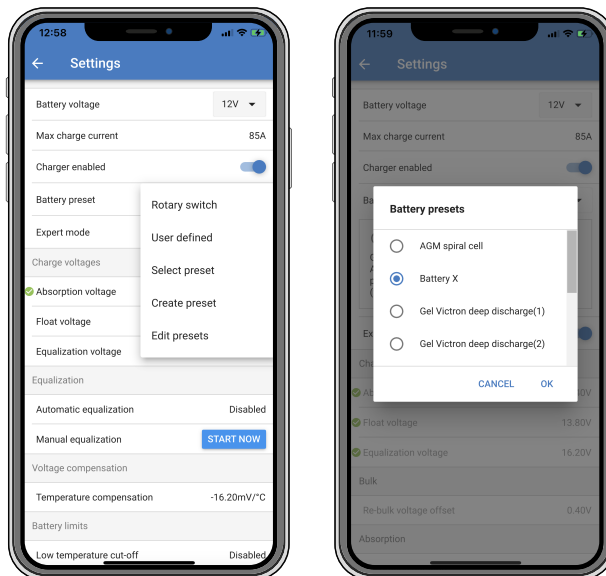 12:58
Settings
Battery voltage 12V
Max charge current 85A
Charger enabled
Battery preset
Rotary switch
User defined
Expert mode
Select preset
Charge voltages
Absorption voltage
Create preset
Float voltage
Edit presets
Equalization voltage
Equalization
Automatic equalization Disabled
Manual equalization START NOW
Voltage compensation
Temperature compensation -16.20mV/°C
Battery limits
Low temperature cut-off Disabled
11:59
Settings
Battery voltage 12V
Max charge current 85A
Charger enabled
Ba
Battery presets
AGM spiral cell
Battery X
Gel Victron deep discharge(1)
Ex
Gel Victron deep discharge(2)
Cha
CANCEL OK
Ab
Float voltage 13.80V
Equalization voltage 16.20V
Bulk
Re-bulk voltage offset 0.40V
Absorption